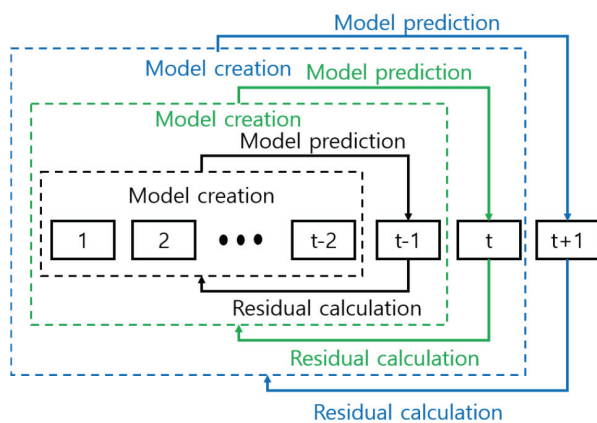 Model prediction
Model creation
Model prediction
Model creation
Model prediction
Model creation
1 2 ••• t-2 t-1 t t+1
Residual calculation
Residual calculation
Residual calculation